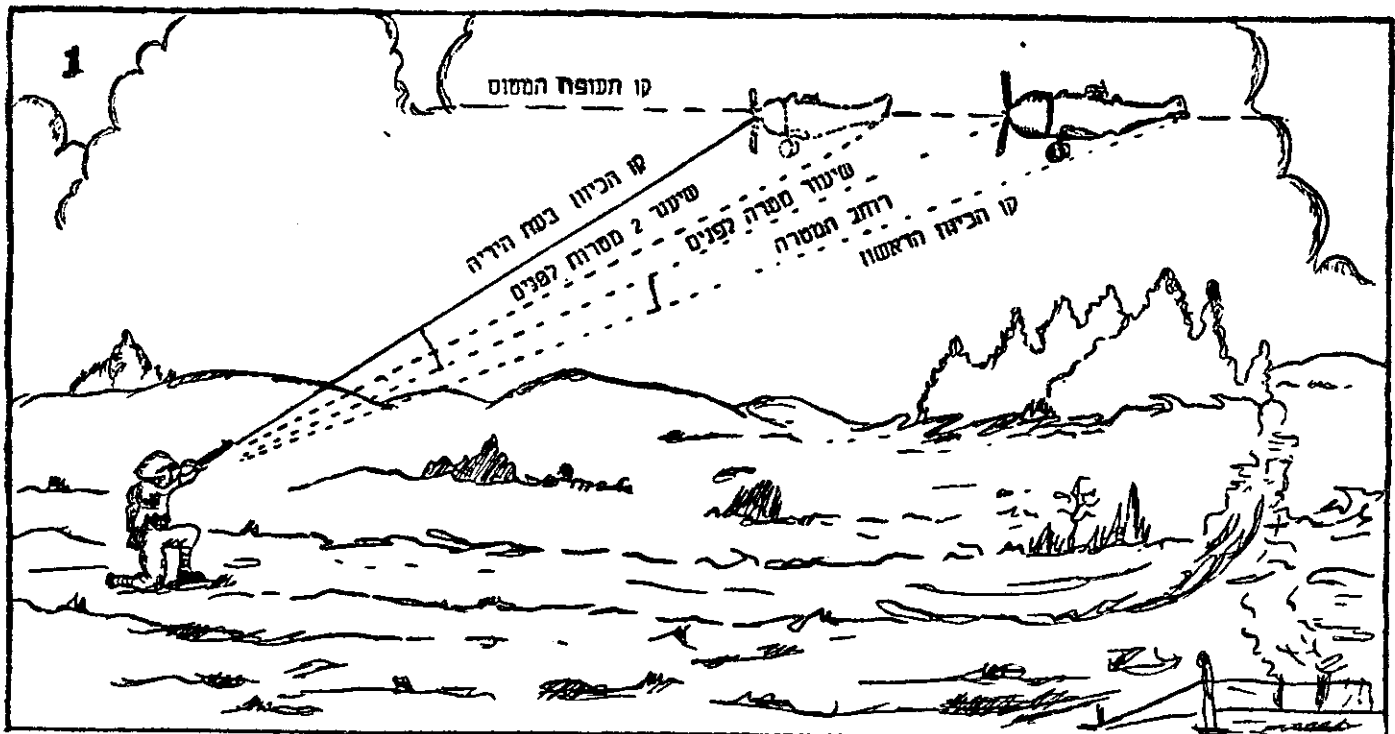 1
קו תעופת המטוס
קו הכיוון בעת היריה
שיעור 2 מטרות לפנים
שיעור מטרה לפנים
רוחב המטרה
קו הכיוון הראשון